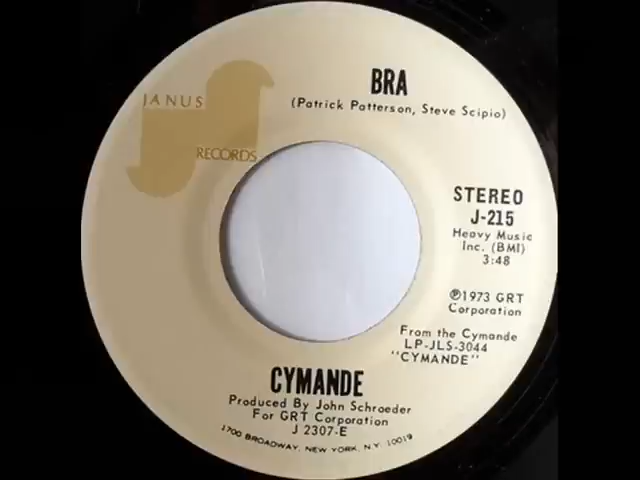 JANUS
RECORDS
BRA
(Patrick Patterson, Steve Scipio)
STEREO
J-215
Heavy Music
Inc. (BMI)
3:48
℗1973 GRT
Corporation
From the Cymande
LP-JLS-3044
"CYMANDE"
CYMANDE
Produced By John Schroeder
For GRT Corporation
J 2307-E
1700 BROADWAY, NEW YORK, N.Y. 10019